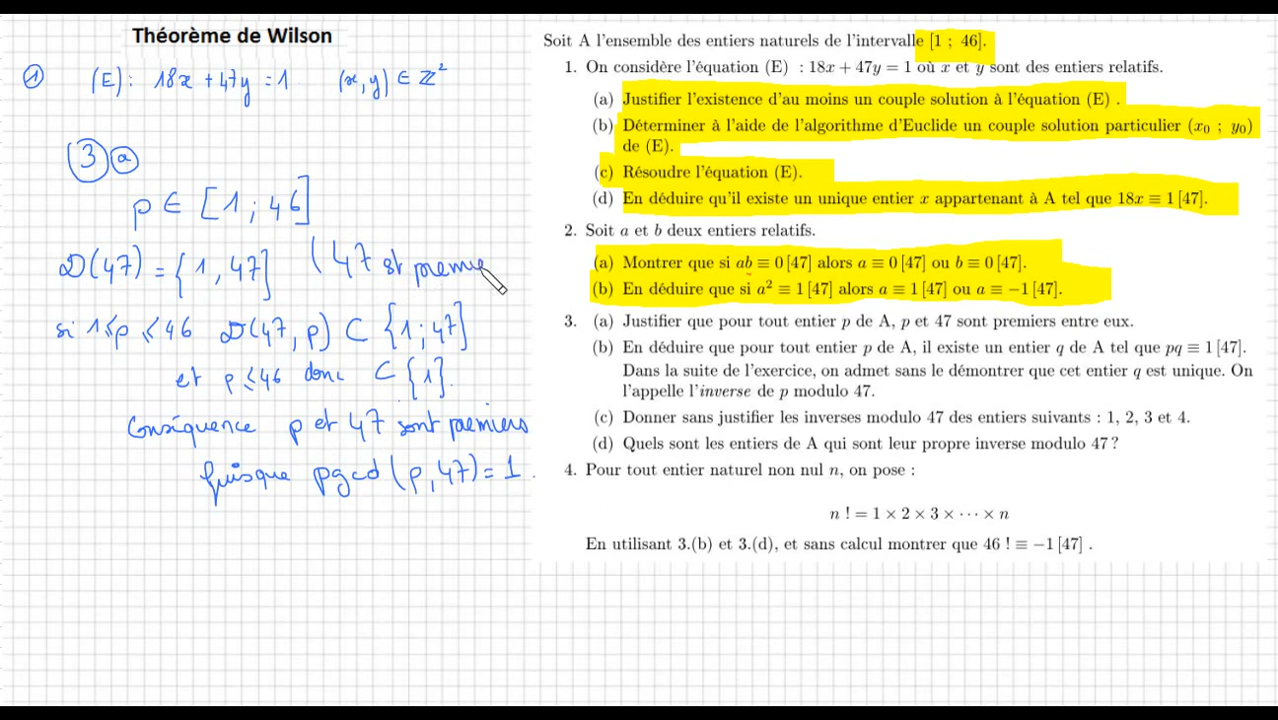 Théorème de Wilson
① (E): 18x + 47y = 1 (x, y) ∈ ℤ²
③ ⓐ
p ∈ [1 ; 46]
D(47) = {1, 47] (47 st premie
si 1 ≤ p ≤ 46 D(47, p) ⊂ {1 ; 47]
et p ≤ 46 donc ⊂ {1}.
Conséquence p et 47 sont premiers
puisque pgcd (p, 47) = 1.
Soit A l'ensemble des entiers naturels de l'intervalle [1 ; 46].
1. On considère l'équation (E) : 18x + 47y = 1 où x et y sont des entiers relatifs.
(a) Justifier l'existence d'au moins un couple solution à l'équation (E) .
(b) Déterminer à l'aide de l'algorithme d'Euclide un couple solution particulier (x₀ ; y₀)
de (E).
(c) Résoudre l'équation (E).
(d) En déduire qu'il existe un unique entier x appartenant à A tel que 18x ≡ 1 [47].
2. Soit a et b deux entiers relatifs.
(a) Montrer que si ab ≡ 0 [47] alors a ≡ 0 [47] ou b ≡ 0 [47].
(b) En déduire que si a² ≡ 1 [47] alors a ≡ 1 [47] ou a ≡ −1 [47].
3. (a) Justifier que pour tout entier p de A, p et 47 sont premiers entre eux.
(b) En déduire que pour tout entier p de A, il existe un entier q de A tel que pq ≡ 1 [47].
Dans la suite de l'exercice, on admet sans le démontrer que cet entier q est unique. On
l'appelle l'inverse de p modulo 47.
(c) Donner sans justifier les inverses modulo 47 des entiers suivants : 1, 2, 3 et 4.
(d) Quels sont les entiers de A qui sont leur propre inverse modulo 47 ?
4. Pour tout entier naturel non nul n, on pose :
n ! = 1 × 2 × 3 × ··· × n
En utilisant 3.(b) et 3.(d), et sans calcul montrer que 46 ! ≡ −1 [47] .